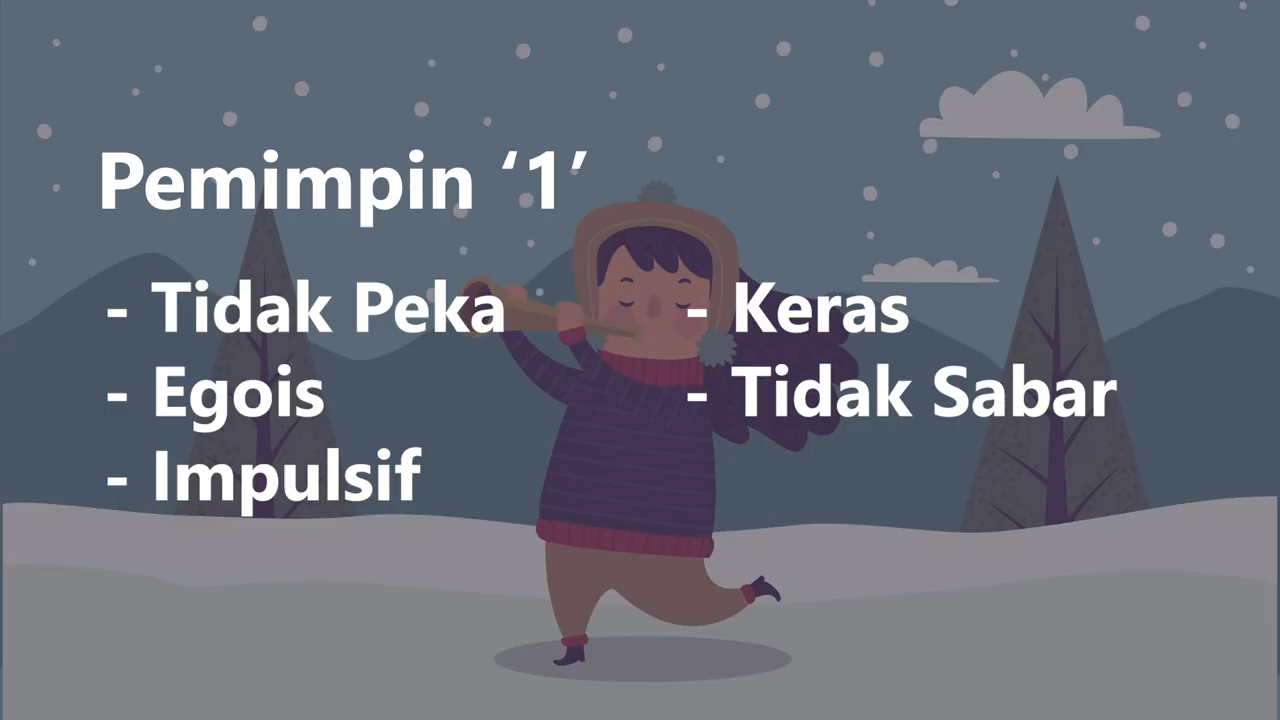 Pemimpin ‘1’
- Tidak Peka
- Egois
- Impulsif
- Keras
- Tidak Sabar